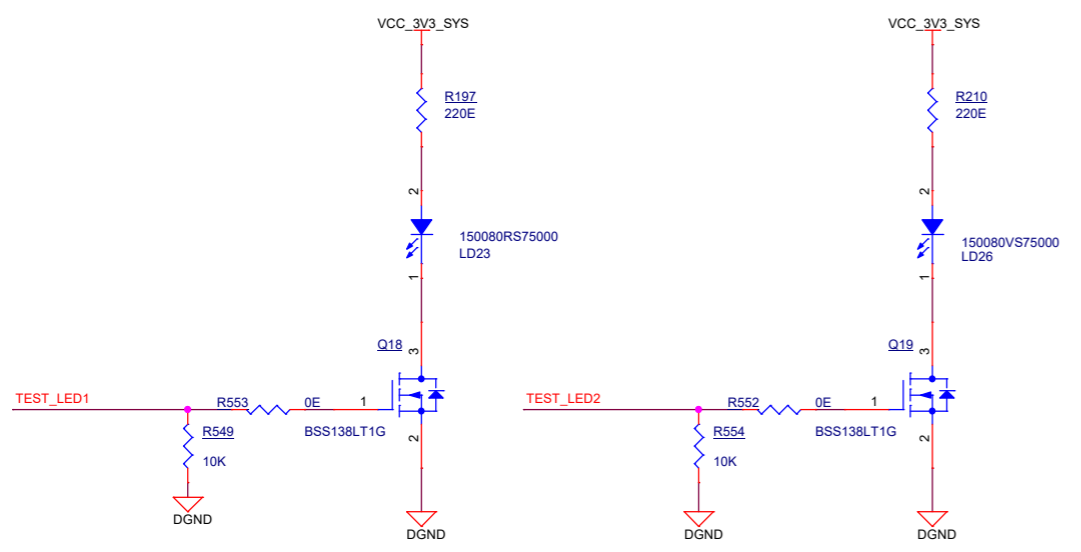 VCC_3V3_SYS
R197
220E
2
150080RS75000
LD23
1
Q18
3
TEST_LED1
R553
0E
1
R549
BSS138LT1G
2
10K
DGND
DGND
VCC_3V3_SYS
R210
220E
2
150080VS75000
LD26
1
Q19
3
TEST_LED2
R552
0E
1
R554
BSS138LT1G
2
10K
DGND
DGND